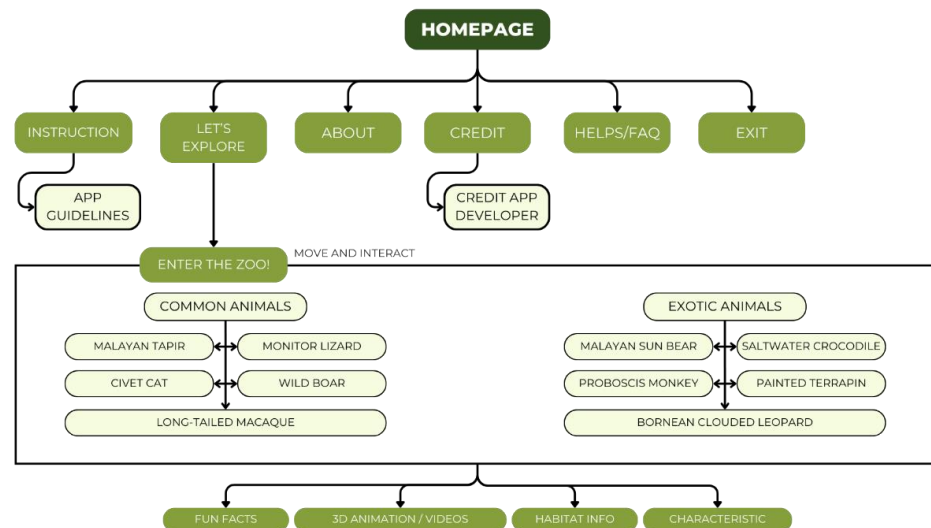 HOMEPAGE
INSTRUCTION
LET'S
EXPLORE
ABOUT
CREDIT
HELPS/FAQ
EXIT
APP
GUIDELINES
CREDIT APP
DEVELOPER
ENTER THE ZOO!
MOVE AND INTERACT
COMMON ANIMALS
MALAYAN TAPIR
MONITOR LIZARD
CIVET CAT
WILD BOAR
LONG-TAILED MACAQUE
EXOTIC ANIMALS
MALAYAN SUN BEAR
SALTWATER CROCODILE
PROBOSCIS MONKEY
PAINTED TERRAPIN
BORNEAN CLOUDED LEOPARD
FUN FACTS
3D ANIMATION / VIDEOS
HABITAT INFO
CHARACTERISTIC